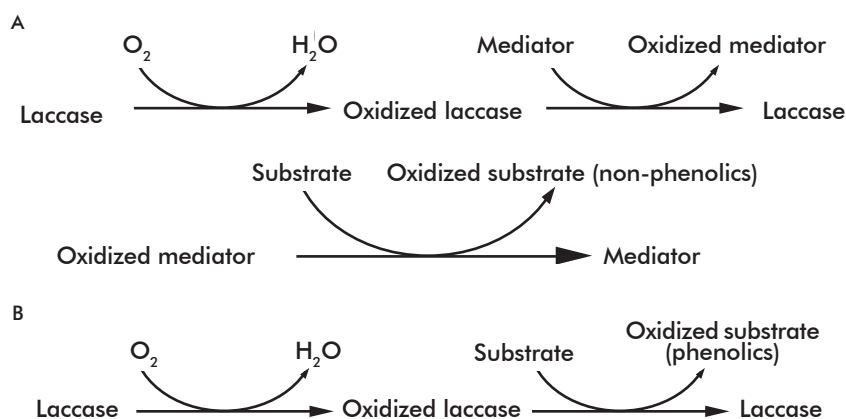 A
O₂ H₂O Mediator Oxidized mediator
Laccase Oxidized laccase Laccase
Substrate Oxidized substrate (non-phenolics)
Oxidized mediator Mediator
B
O₂ H₂O Substrate Oxidized substrate
(phenolics)
Laccase Oxidized laccase Laccase